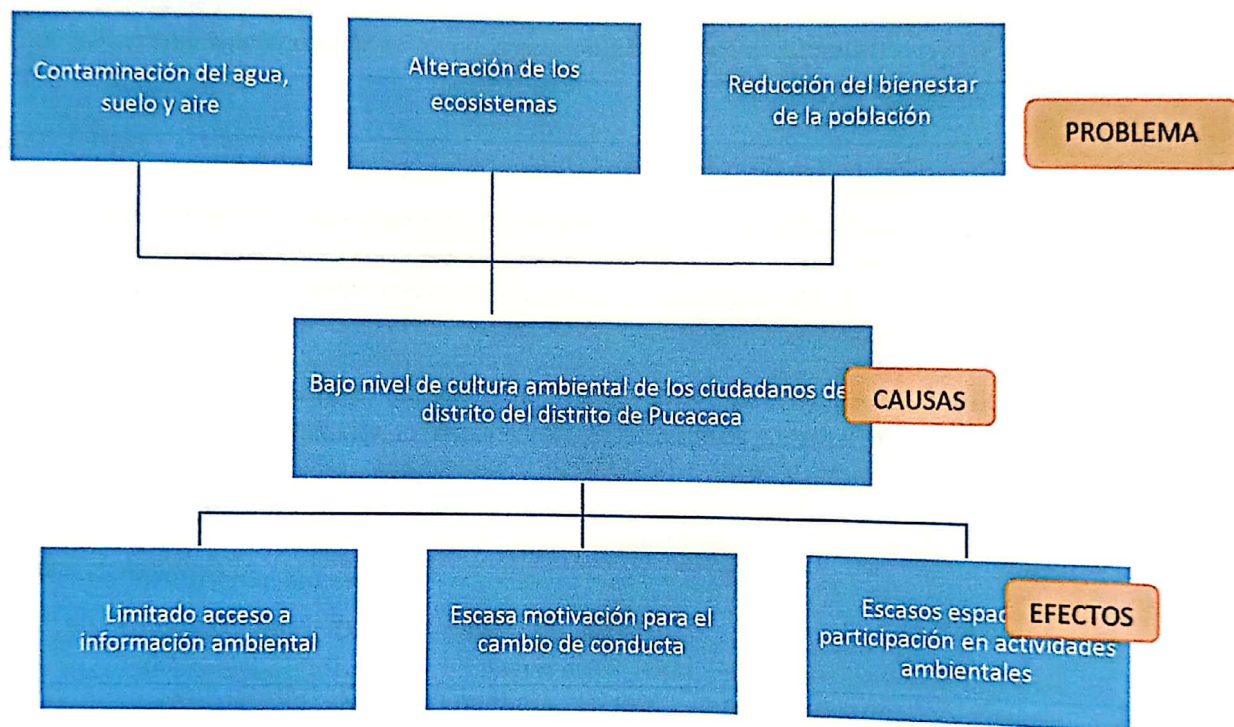 Contaminación del agua,
suelo y aire
Alteración de los
ecosistemas
Reducción del bienestar
de la población
PROBLEMA
Bajo nivel de cultura ambiental de los ciudadanos de
distrito del distrito de Pucacaca
CAUSAS
Limitado acceso a
información ambiental
Escasa motivación para el
cambio de conducta
Escasos
participación en actividades
ambientales
EFECTOS